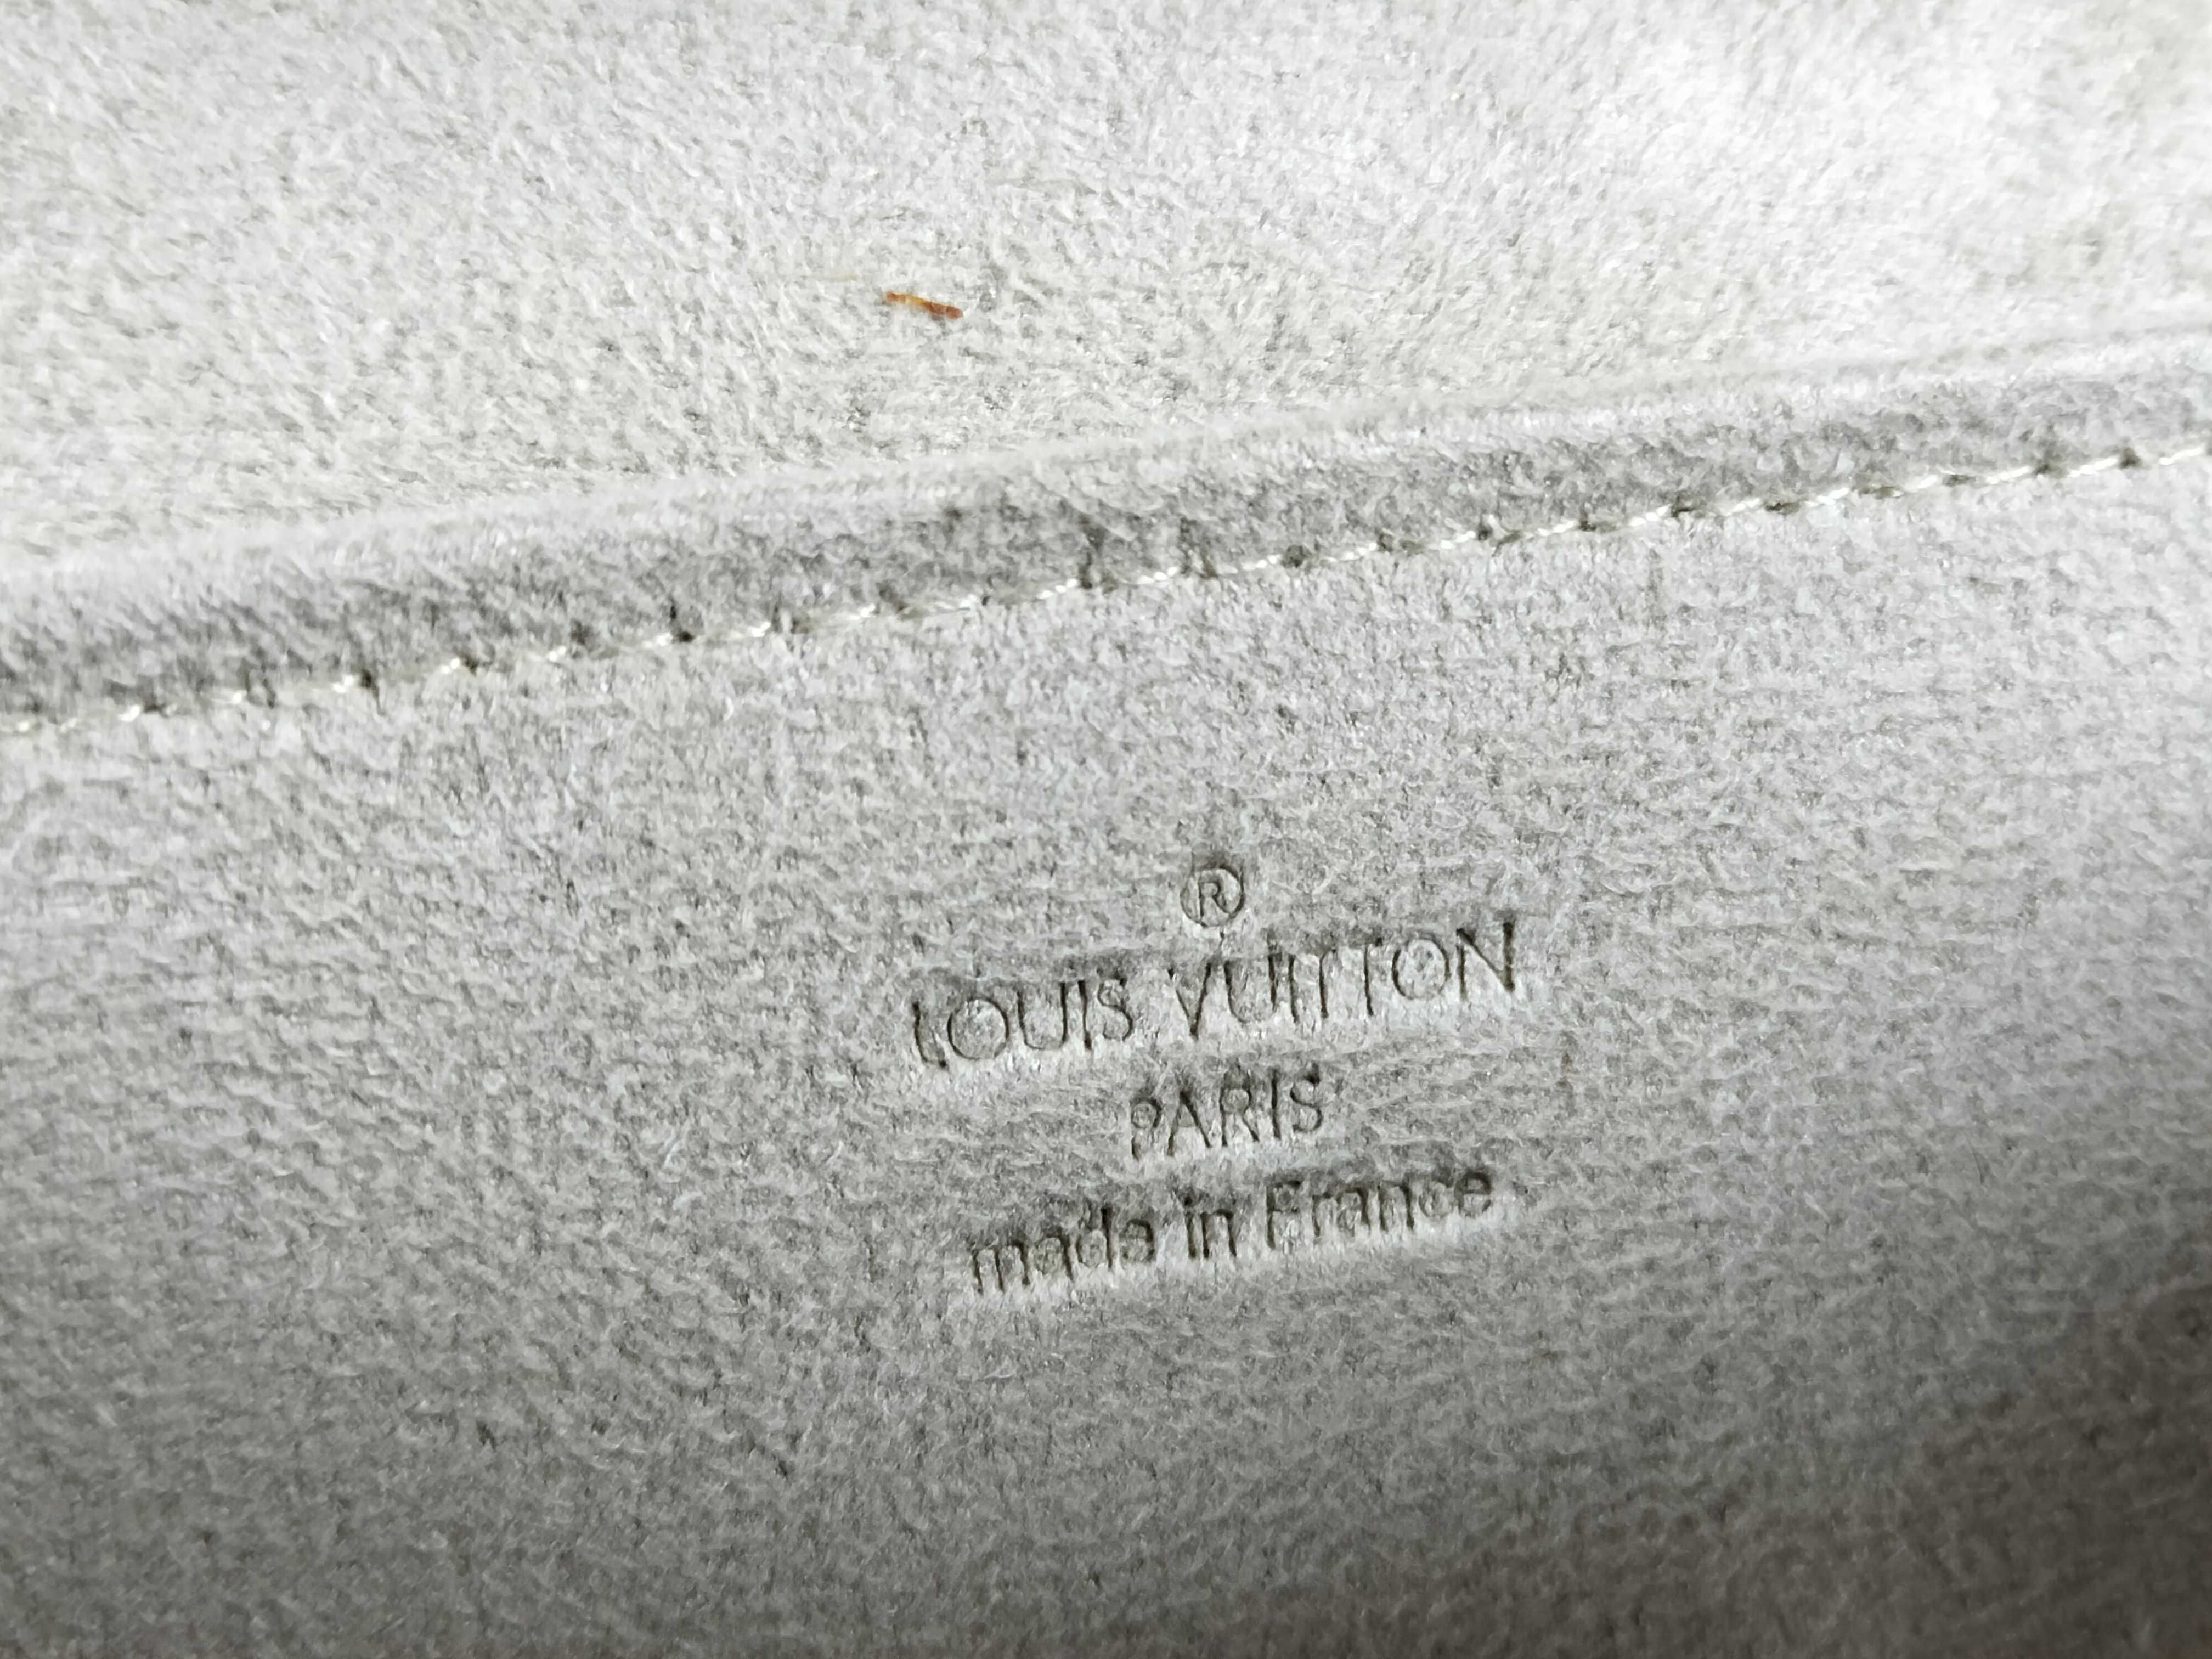 ®
LOUIS VUITTON
PARIS
made in France